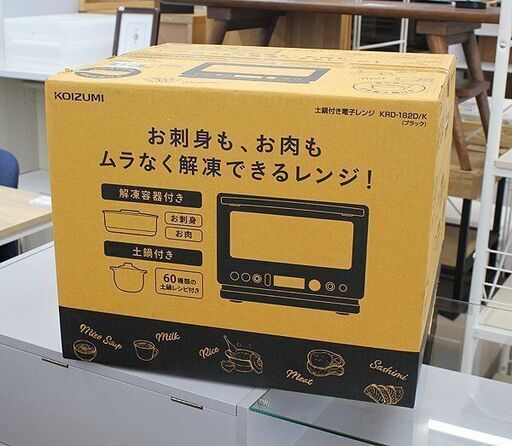 KOIZUMI
土鍋付き電子レンジ KRD-182D/K
(ブラック)
お刺身も、お肉も
ムラなく解凍できるレンジ！
解凍容器付き
お刺身
お肉
土鍋付き
60種類の
土鍋レシピ付き
Miso Soup
Milk
Rice
Meat
Sashimi